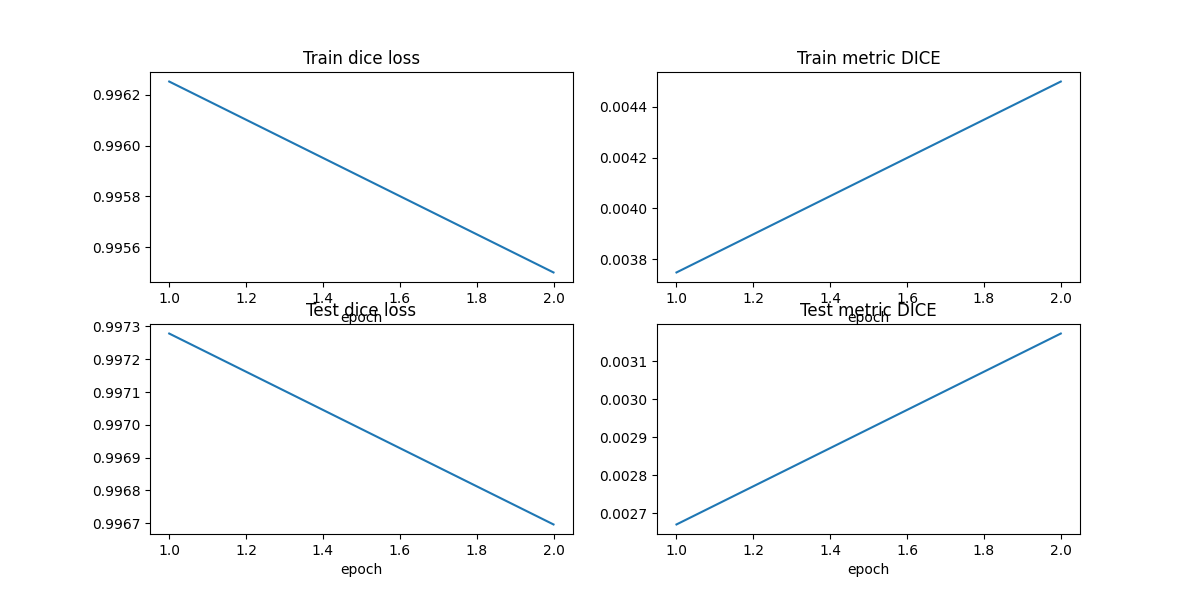 Train dice loss
0.9962
0.9960
0.9958
0.9956
1.0 1.2 1.4 1.6 1.8 2.0
epoch
Train metric DICE
0.0044
0.0042
0.0040
0.0038
1.0 1.2 1.4 1.6 1.8 2.0
epoch
Test dice loss
0.9973
0.9972
0.9971
0.9970
0.9969
0.9968
0.9967
1.0 1.2 1.4 1.6 1.8 2.0
epoch
Test metric DICE
0.0031
0.0030
0.0029
0.0028
0.0027
1.0 1.2 1.4 1.6 1.8 2.0
epoch